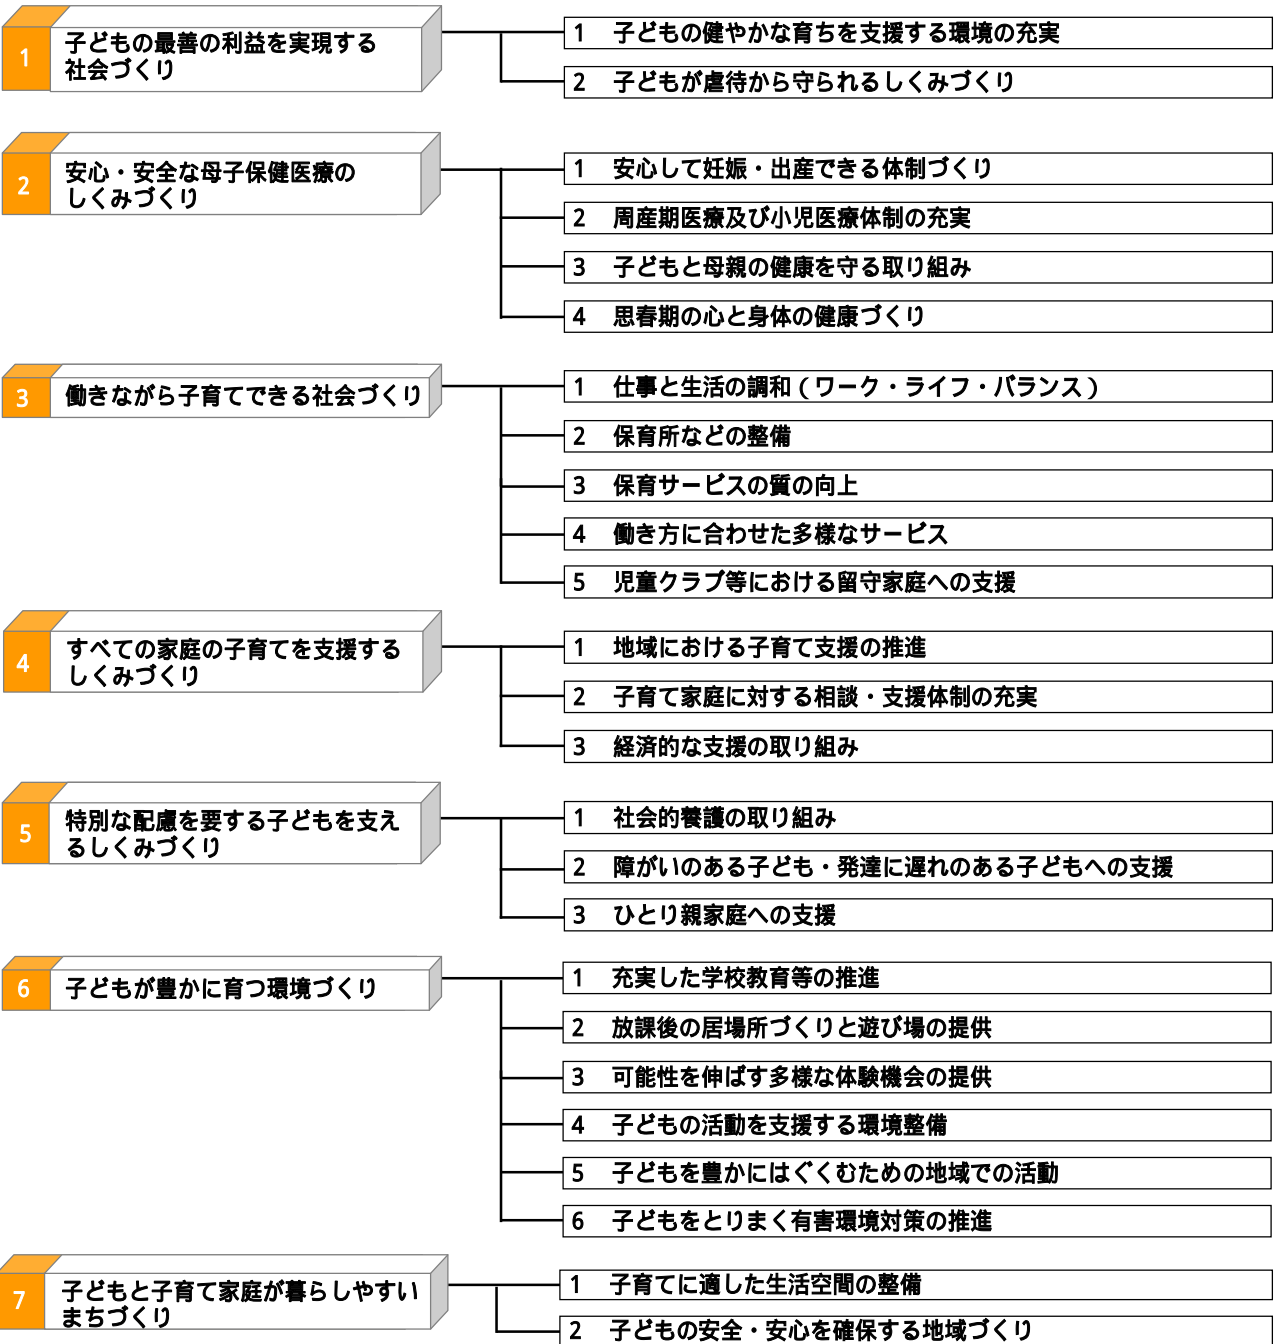 1 子どもの最善の利益を実現する
社会づくり
1 子どもの健やかな育ちを支援する環境の充実
2 子どもが虐待から守られるしくみづくり
2 安心・安全な母子保健医療の
しくみづくり
1 安心して妊娠・出産できる体制づくり
2 周産期医療及び小児医療体制の充実
3 子どもと母親の健康を守る取り組み
4 思春期の心と身体の健康づくり
3 働きながら子育てできる社会づくり
1 仕事と生活の調和(ワーク・ライフ・バランス)
2 保育所などの整備
3 保育サービスの質の向上
4 働き方に合わせた多様なサービス
5 児童クラブ等における留守家庭への支援
4 すべての家庭の子育てを支援する
しくみづくり
1 地域における子育て支援の推進
2 子育て家庭に対する相談・支援体制の充実
3 経済的な支援の取り組み
5 特別な配慮を要する子どもを支え
るしくみづくり
1 社会的養護の取り組み
2 障がいのある子ども・発達に遅れのある子どもへの支援
3 ひとり親家庭への支援
6 子どもが豊かに育つ環境づくり
1 充実した学校教育等の推進
2 放課後の居場所づくりと遊び場の提供
3 可能性を伸ばす多様な体験機会の提供
4 子どもの活動を支援する環境整備
5 子どもを豊かにはぐくむための地域での活動
6 子どもをとりまく有害環境対策の推進
7 子どもと子育て家庭が暮らしやすい
まちづくり
1 子育てに適した生活空間の整備
2 子どもの安全・安心を確保する地域づくり